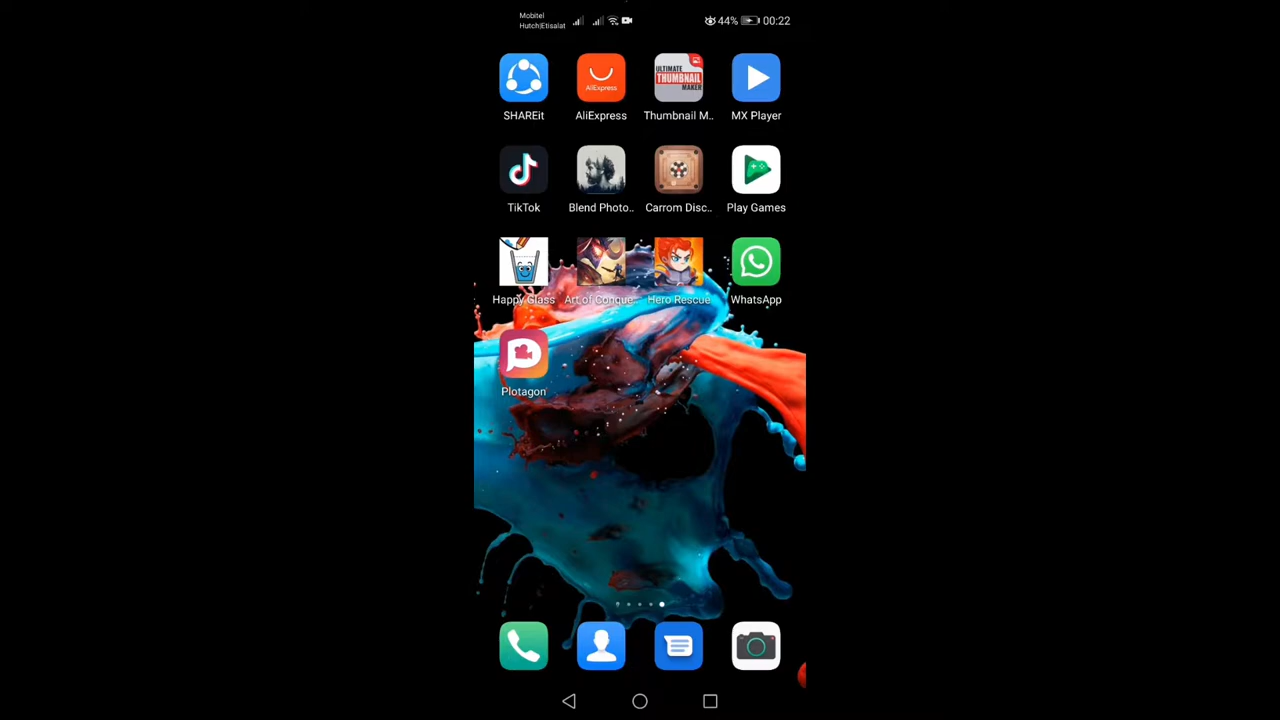 Mobitel
Hutch|Etisalat
44%
00:22
AliExpress
ULTIMATE
THUMBNAIL
MAKER
SHAREit
AliExpress
Thumbnail M..
MX Player
TikTok
Blend Photo..
Carrom Disc..
Play Games
Happy Glass
Art of Conque..
Hero Rescue
WhatsApp
Plotagon